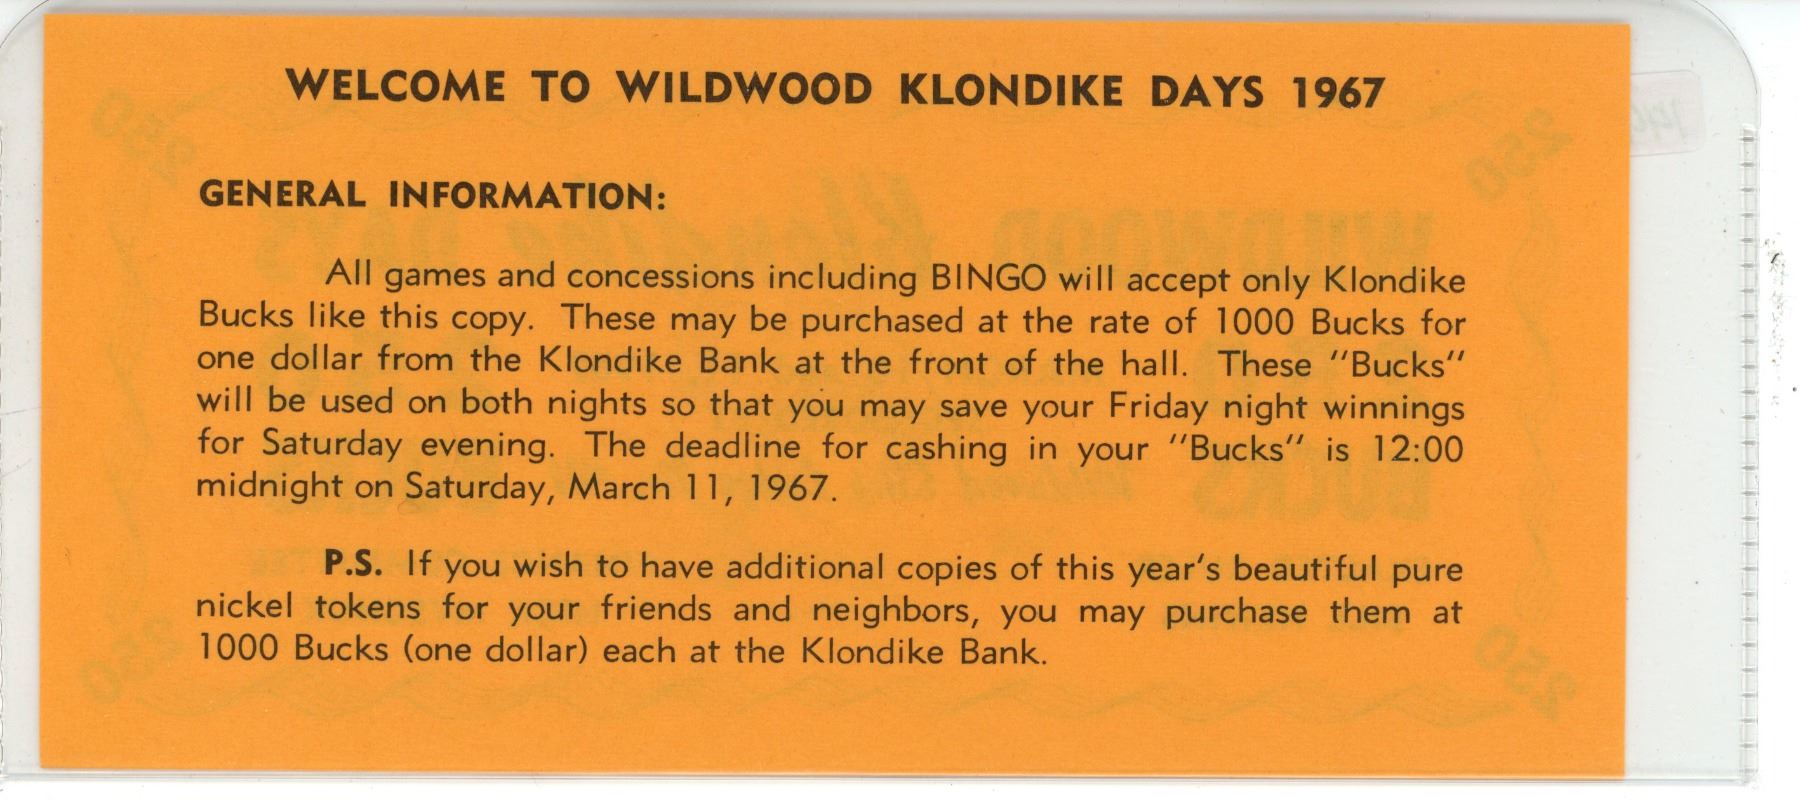 WELCOME TO WILDWOOD KLONDIKE DAYS 1967
GENERAL INFORMATION:
All games and concessions including BINGO will accept only Klondike
Bucks like this copy. These may be purchased at the rate of 1000 Bucks for
one dollar from the Klondike Bank at the front of the hall. These "Bucks"
will be used on both nights so that you may save your Friday night winnings
for Saturday evening. The deadline for cashing in your "Bucks" is 12:00
midnight on Saturday, March 11, 1967.
P.S. If you wish to have additional copies of this year's beautiful pure
nickel tokens for your friends and neighbors, you may purchase them at
1000 Bucks (one dollar) each at the Klondike Bank.